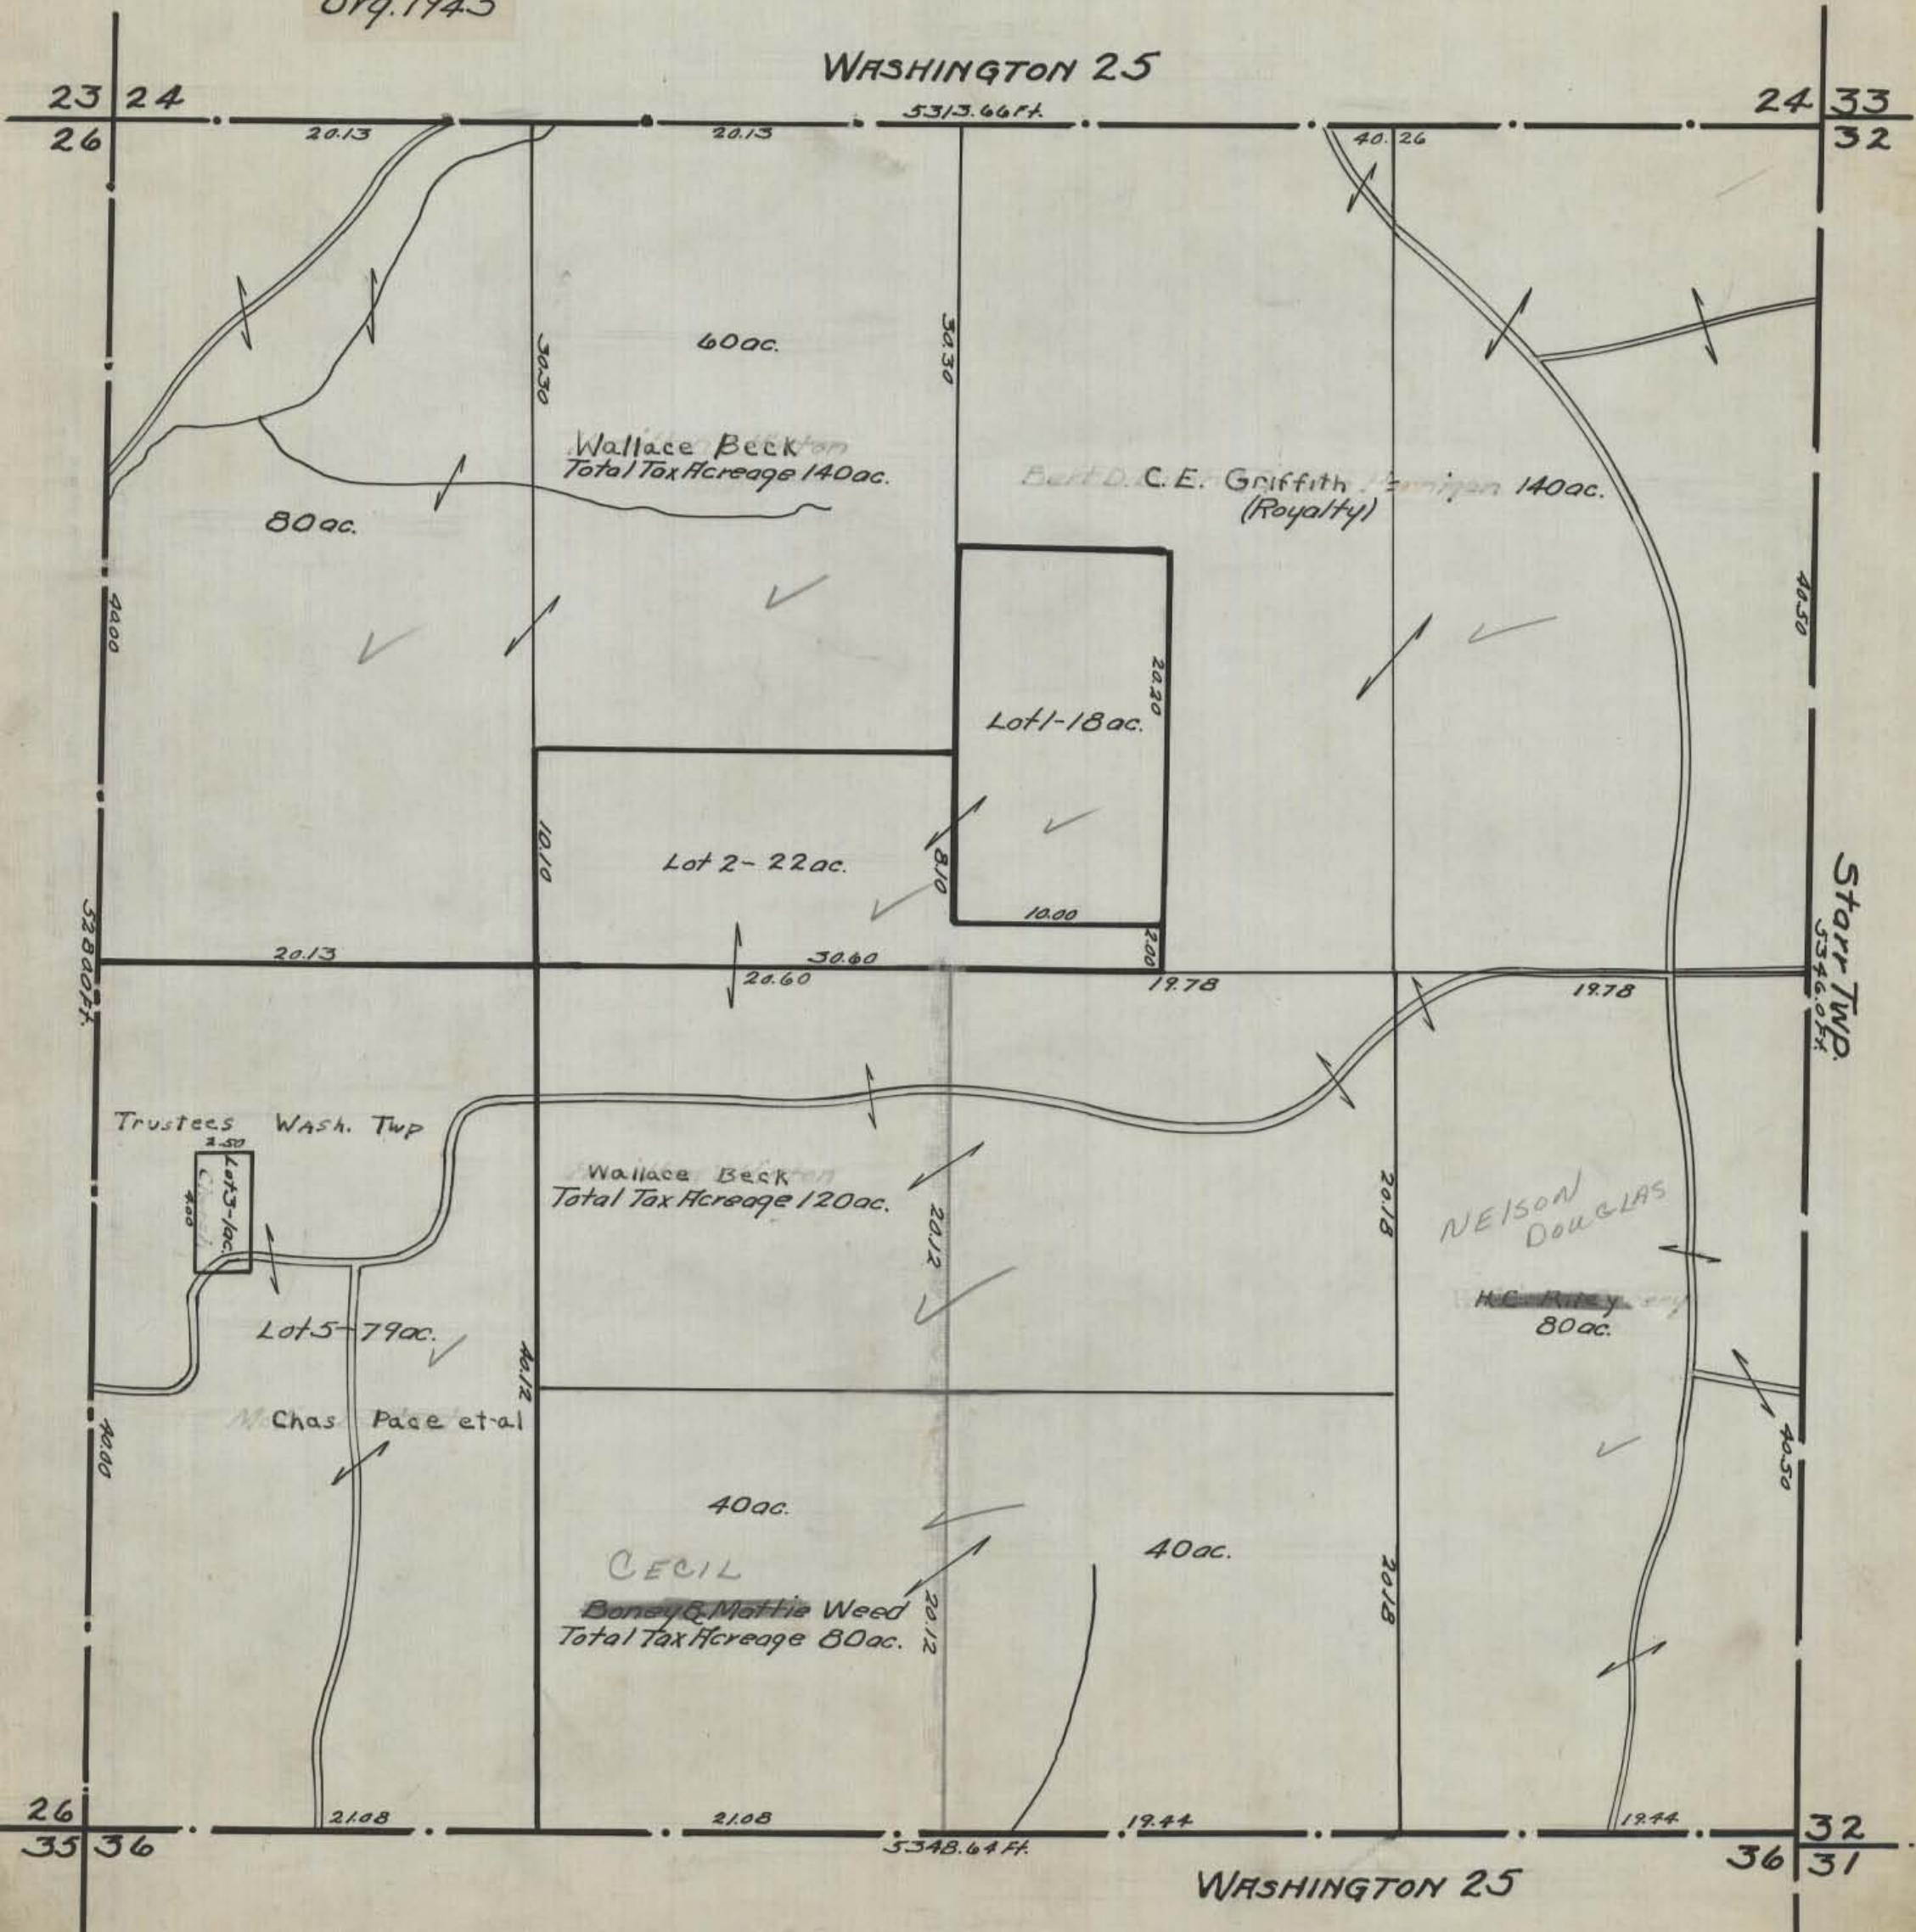 Org. 1943
WASHINGTON 25
5313.66 Ft.
23 24
24 33
26
32
20.13
20.13
40.26
30.30
60ac.
30.30
Wallace Beck
Total Tax Acreage 140ac.
C.E. Griffith 140ac.
(Royalty)
80ac.
40.00
40.50
20.20
Lot 1-18ac.
10.10
Lot 2-22ac.
8.10
10.00
2.00
5280.00Ft.
20.13
30.60
20.60
19.78
19.78
Starr Twp.
5346.0Ft.
Trustees Wash. Twp
2.50
Lot 3-1ac.
4.00
Wallace Beck
Total Tax Acreage 120ac.
20.12
20.18
NELSON
DOUGLAS
H.C. Riley
80ac.
Lot 5-79ac.
40.12
Chas Pace et-al
40.00
40.50
40ac.
40ac.
CECIL
Boney & Mattie Weed
Total Tax Acreage 80ac.
20.12
20.18
26
21.08
21.08
19.44
19.44
32
35 36
5348.64 Ft.
36 31
WASHINGTON 25